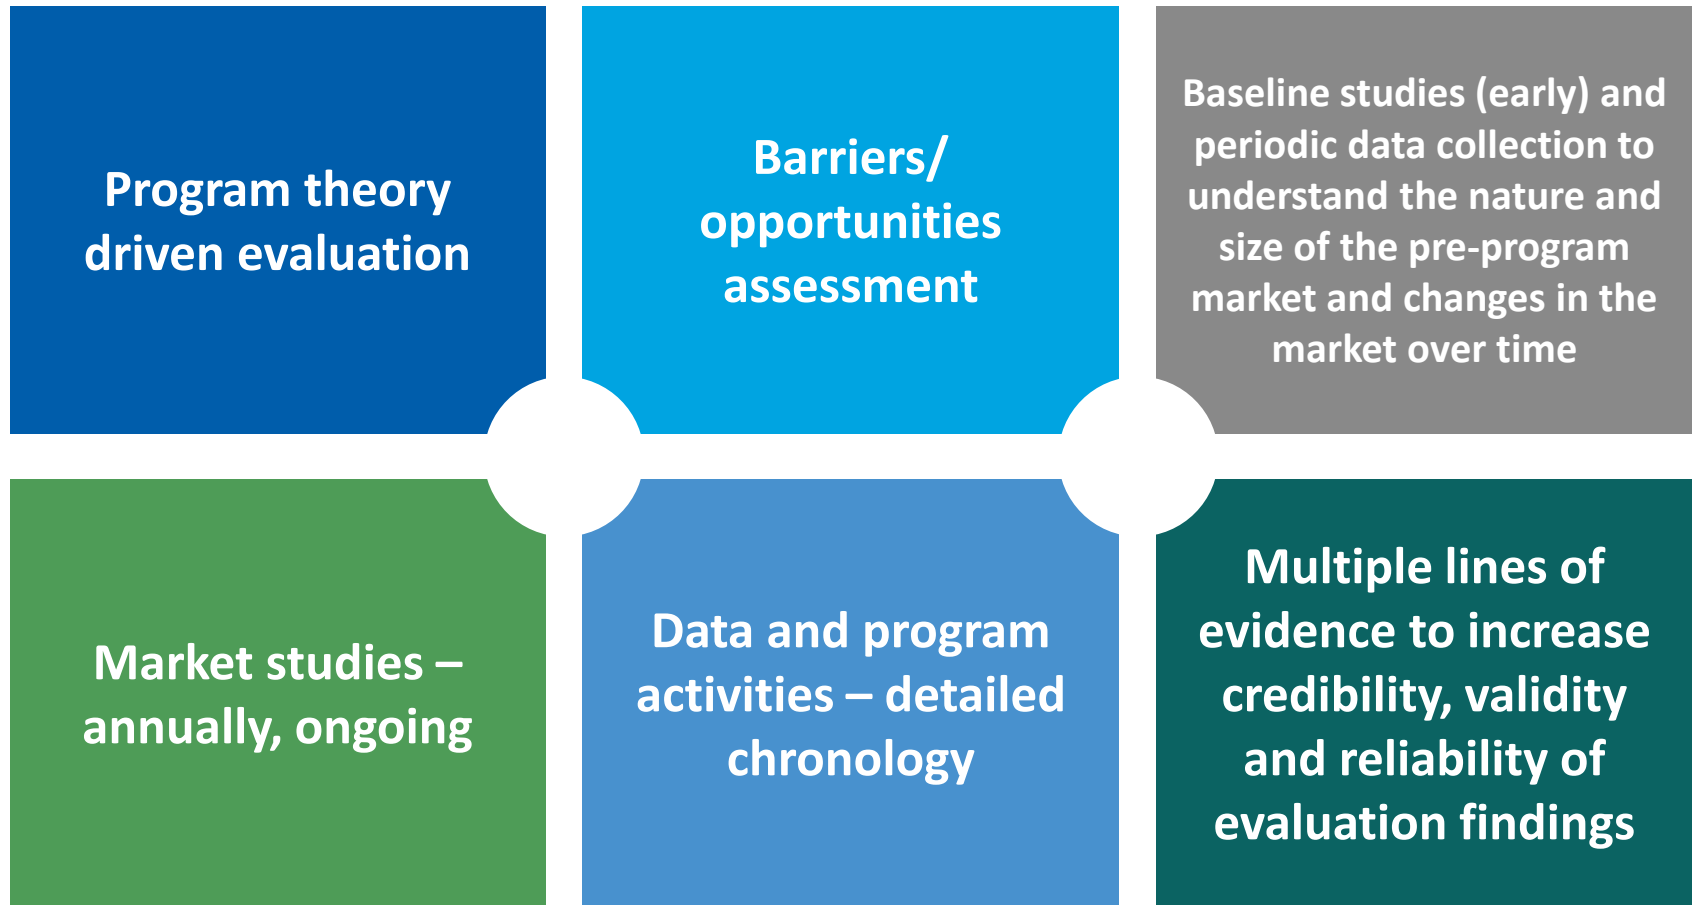 Program theory
driven evaluation
Barriers/
opportunities
assessment
Baseline studies (early) and
periodic data collection to
understand the nature and
size of the pre-program
market and changes in the
market over time
Market studies –
annually, ongoing
Data and program
activities – detailed
chronology
Multiple lines of
evidence to increase
credibility, validity
and reliability of
evaluation findings